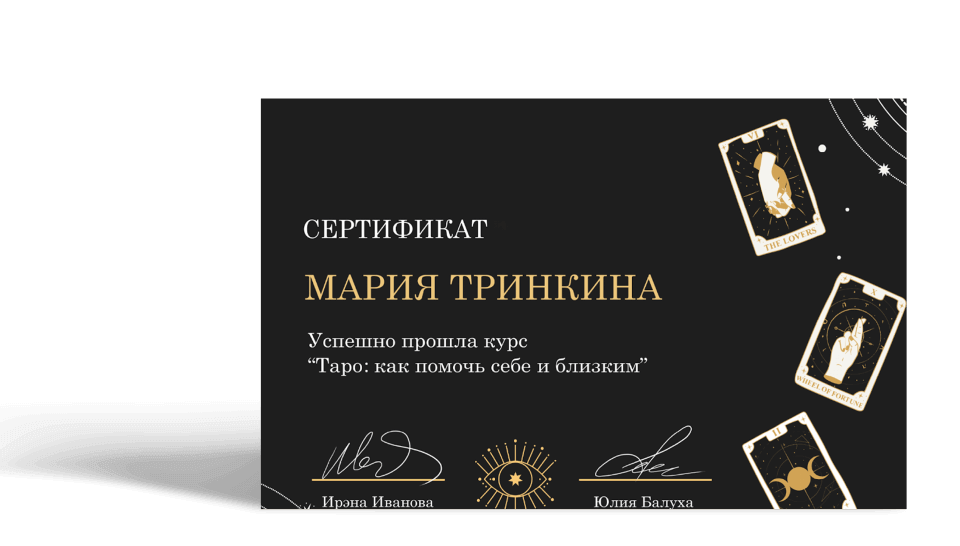 СЕРТИФИКАТ
МАРИЯ ТРИНКИНА
Успешно прошла курс
“Таро: как помочь себе и близким”
Ирэна Иванова
Юлия Балуха
VI
THE LOVERS
X
WHEEL OF FORTUNE
II